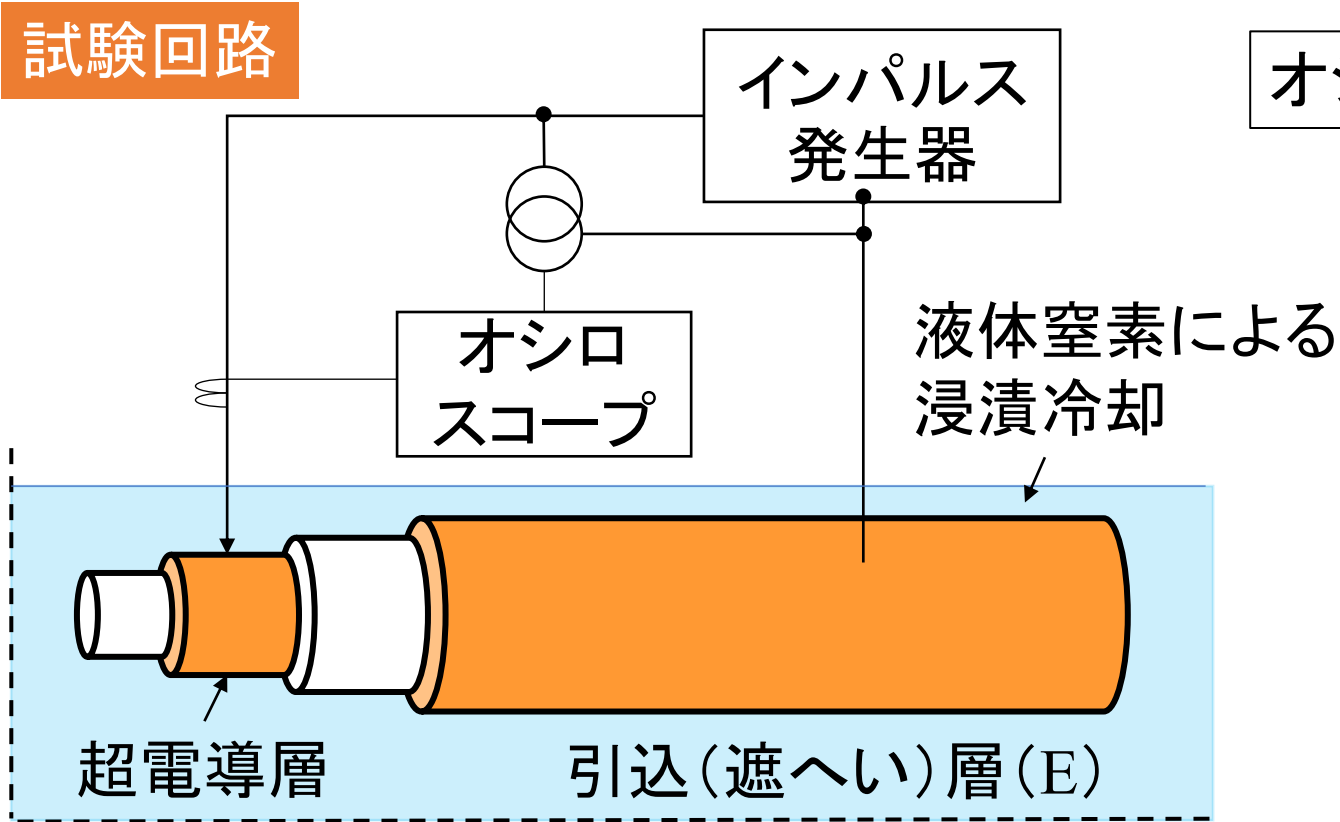 試験回路
インパルス
発生器
オシロ
スコープ
液体窒素による
浸漬冷却
超電導層
引込(遮へい)層(E)